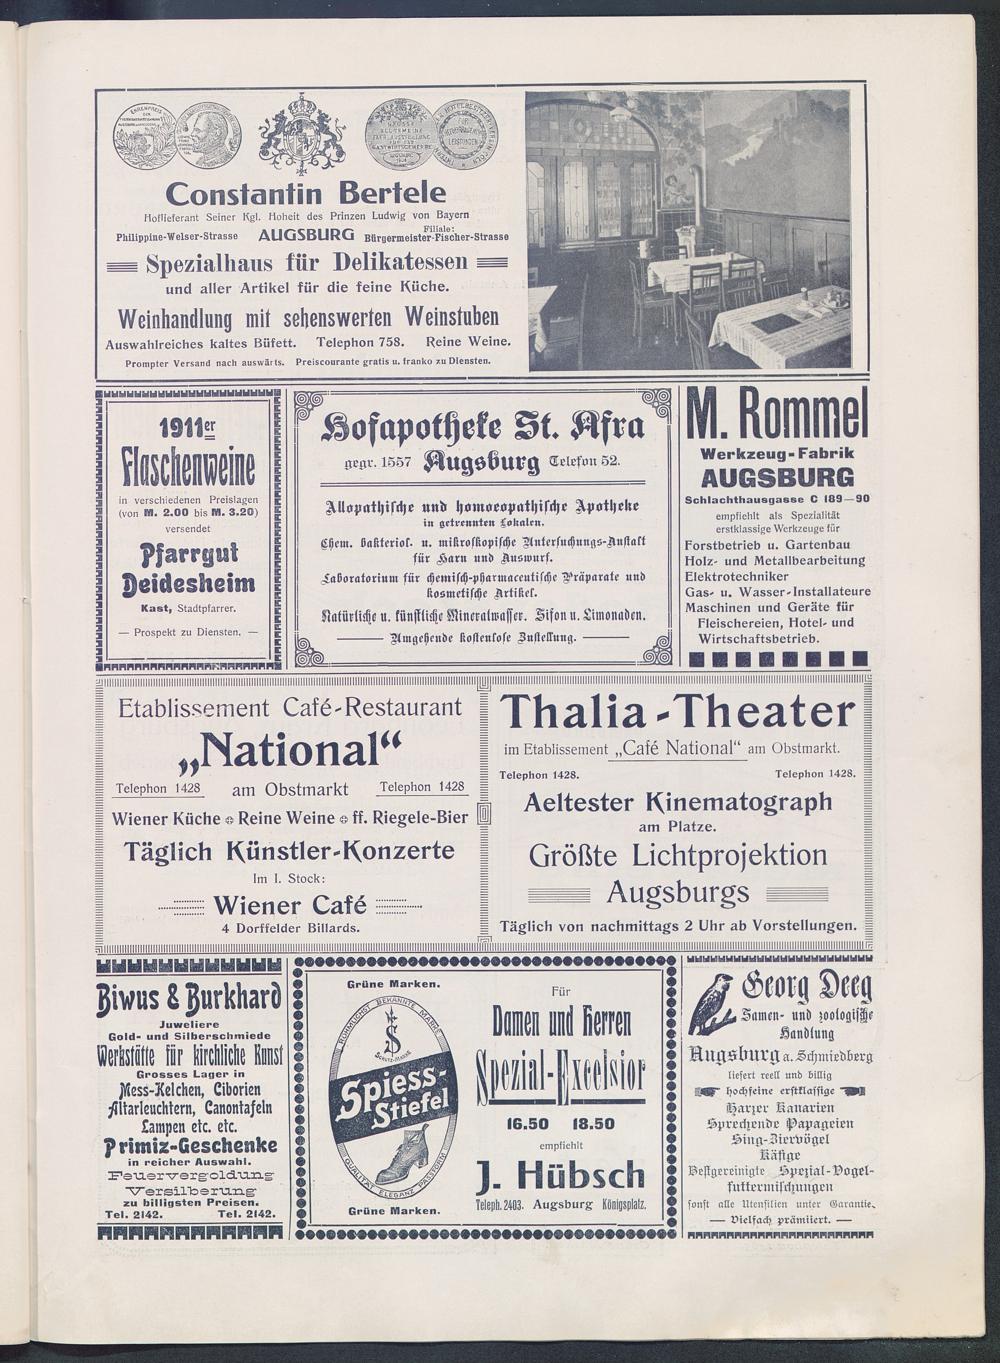 EHRENPREIS
GROSSE
ALLGEMEINE
FÜR
LEISTUNGEN
Constantin Bertele
Hoflieferant Seiner Kgl. Hoheit des Prinzen Ludwig von Bayern
Philippine-Welser-Strasse AUGSBURG Filiale: Bürgermeister-Fischer-Strasse
Spezialhaus für Delikatessen
und aller Artikel für die feine Küche.
Weinhandlung mit sehenswerten Weinstuben
Auswahlreiches kaltes Büfett. Telephon 758. Reine Weine.
Prompter Versand nach auswärts. Preiscourante gratis u. franko zu Diensten.
1911er
Flaschenweine
in verschiedenen Preislagen
(von M. 2.00 bis M. 3.20)
versendet
Pfarrgut
Deidesheim
Kast, Stadtpfarrer.
— Prospekt zu Diensten. —
Hofapotheke St. Afra
gegr. 1557 Augsburg Telefon 52.
Allopathische und homoeopathische Apotheke
in getrennten Lokalen.
Chem. bakteriol. u. mikroskopische Untersuchungs-Anstalt
für Harn und Auswurf.
Laboratorium für chemisch-pharmaceutische Präparate und
kosmetische Artikel.
Natürliche u. künstliche Mineralwasser. Sifon u. Limonaden.
Umgehende kostenlose Zustellung.
M. Rommel
Werkzeug-Fabrik
AUGSBURG
Schlachthausgasse C 189—90
empfiehlt als Spezialität
erstklassige Werkzeuge für
Forstbetrieb u. Gartenbau
Holz- und Metallbearbeitung
Elektrotechniker
Gas- u. Wasser-Installateure
Maschinen und Geräte für
Fleischereien, Hotel- und
Wirtschaftsbetrieb.
Etablissement Café-Restaurant
„National“
Telephon 1428 am Obstmarkt Telephon 1428
Wiener Küche Reine Weine ff. Riegele-Bier
Täglich Künstler-Konzerte
Im I. Stock:
Wiener Café
4 Dorffelder Billards.
Thalia-Theater
im Etablissement „Café National“ am Obstmarkt.
Telephon 1428. Telephon 1428.
Aeltester Kinematograph
am Platze.
Größte Lichtprojektion
Augsburgs
Täglich von nachmittags 2 Uhr ab Vorstellungen.
Biwus & Burkhard
Juweliere
Gold- und Silberschmiede
Werkstätte für kirchliche Kunst
Grosses Lager in
Mess-Kelchen, Ciborien
Altarleuchtern, Canontafeln
Lampen etc. etc.
Primiz-Geschenke
in reicher Auswahl.
Feuervergoldung
Versilberung
zu billigsten Preisen.
Tel. 2142. Tel. 2142.
Grüne Marken.
RÜHMLICHST BEKANNTE MARKE
SCHUTZ-MARKE
Spiess-
Stiefel
QUALITÄT ELEGANZ PASSFORM
Grüne Marken.
Für
Damen und Herren
Spezial-Excelsior
16.50 18.50
empfiehlt
J. Hübsch
Teleph. 2403. Augsburg Königsplatz.
Georg Deeg
Samen- und zoologische
Handlung
Augsburg a. Schmiedberg
liefert reell und billig
hochfeine erstklassige
Harzer Kanarien
Sprechende Papageien
Sing-Ziervögel
Käfige
Bestgereinigte Spezial-Vogel-
futtermischungen
sonst alle Utensilien unter Garantie.
— Vielfach prämiiert. —